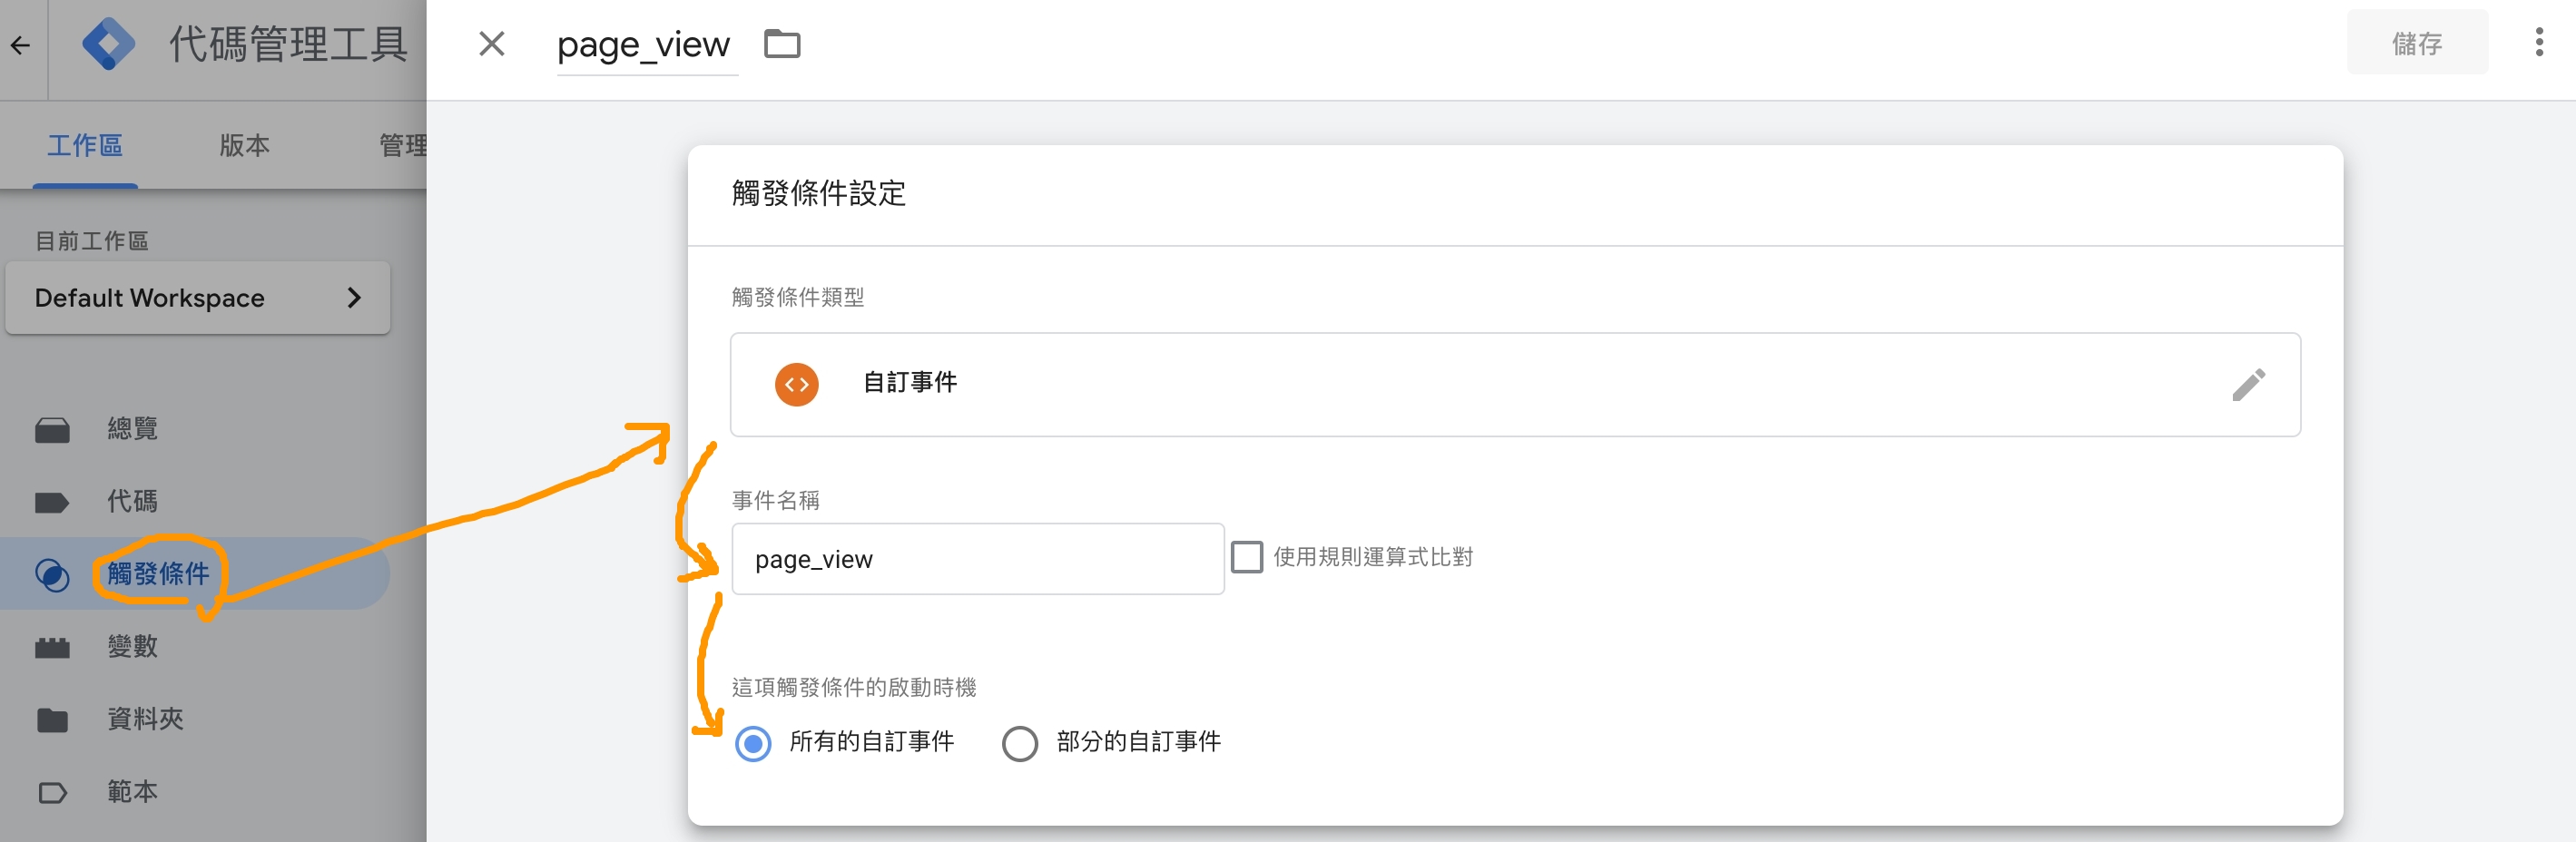 代碼管理工具
page_view
儲存
工作區 版本 管理
目前工作區
Default Workspace
總覽
代碼
觸發條件
變數
資料夾
範本
觸發條件設定
觸發條件類型
自訂事件
事件名稱
page_view
使用規則運算式比對
這項觸發條件的啟動時機
所有的自訂事件 部分的自訂事件